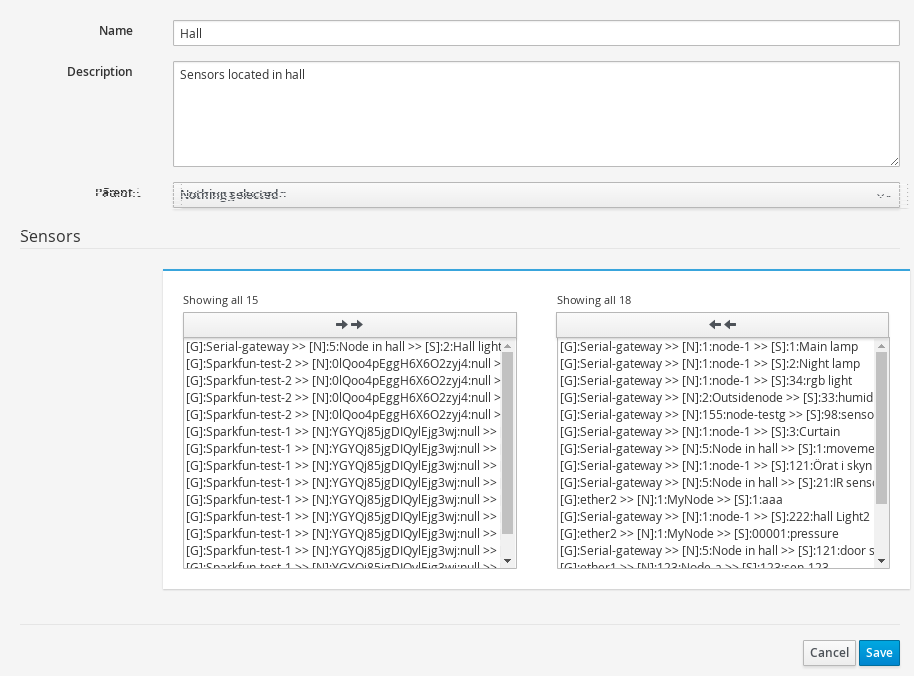 Name
Hall
Description
Sensors located in hall
Parent
Nothing selected
Sensors
Showing all 15
[G]:Serial-gateway >> [N]:5:Node in hall >> [S]:2:Hall light
[G]:Sparkfun-test-2 >> [N]:0lQoo4pEggH6X6O2zyj4:null >
[G]:Sparkfun-test-2 >> [N]:0lQoo4pEggH6X6O2zyj4:null >
[G]:Sparkfun-test-2 >> [N]:0lQoo4pEggH6X6O2zyj4:null >
[G]:Sparkfun-test-2 >> [N]:0lQoo4pEggH6X6O2zyj4:null >
[G]:Sparkfun-test-1 >> [N]:YGYQj85jgDIQylEjg3wj:null >>
[G]:Sparkfun-test-1 >> [N]:YGYQj85jgDIQylEjg3wj:null >>
[G]:Sparkfun-test-1 >> [N]:YGYQj85jgDIQylEjg3wj:null >>
[G]:Sparkfun-test-1 >> [N]:YGYQj85jgDIQylEjg3wj:null >>
[G]:Sparkfun-test-1 >> [N]:YGYQj85jgDIQylEjg3wj:null >>
[G]:Sparkfun-test-1 >> [N]:YGYQj85jgDIQylEjg3wj:null >>
[G]:Sparkfun-test-1 >> [N]:YGYQj85jgDIQylEjg3wj:null >>
[G]:Sparkfun-test-1 >> [N]:YGYQj85jgDIQylEjg3wj:null >>
[G]:Sparkfun-test-1 >> [N]:YGYQj85jgDIQylEjg3wj:null >>
Showing all 18
[G]:Serial-gateway >> [N]:1:node-1 >> [S]:1:Main lamp
[G]:Serial-gateway >> [N]:1:node-1 >> [S]:2:Night lamp
[G]:Serial-gateway >> [N]:1:node-1 >> [S]:34:rgb light
[G]:Serial-gateway >> [N]:2:Outsidenode >> [S]:33:humid
[G]:Serial-gateway >> [N]:155:node-testg >> [S]:98:senso
[G]:Serial-gateway >> [N]:1:node-1 >> [S]:3:Curtain
[G]:Serial-gateway >> [N]:5:Node in hall >> [S]:1:moveme
[G]:Serial-gateway >> [N]:1:node-1 >> [S]:121:Örat i skyn
[G]:Serial-gateway >> [N]:5:Node in hall >> [S]:21:IR senso
[G]:ether2 >> [N]:1:MyNode >> [S]:1:aaa
[G]:Serial-gateway >> [N]:1:node-1 >> [S]:222:hall Light2
[G]:ether2 >> [N]:1:MyNode >> [S]:00001:pressure
[G]:Serial-gateway >> [N]:5:Node in hall >> [S]:121:door s
[G]:ether1 >> [N]:123:Node-a >> [S]:123:sen-123
Cancel
Save